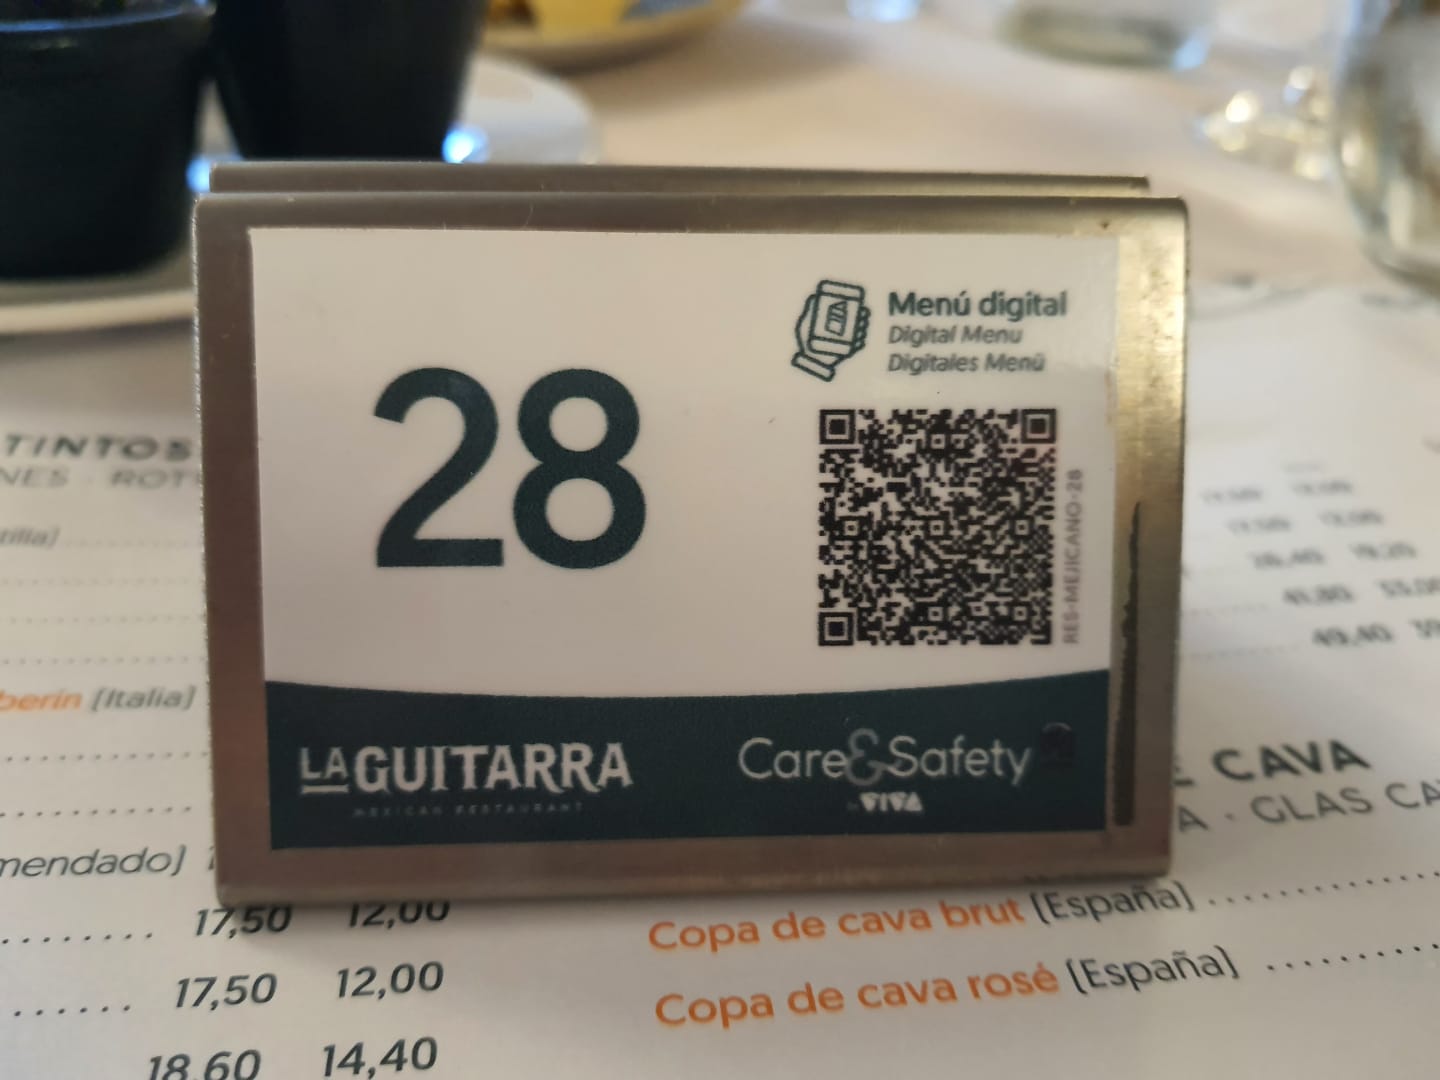 28
Menú digital
Digital Menu
Digitales Menü
RES-MEJICANO-28
LA GUITARRA
MEXICAN RESTAURANT
Care&Safety
by VIVA
TINTOS
berin (Italia)
mendado)
17,50 12,00
17,50 12,00
18,60 14,40
CAVA
GLAS CA
Copa de cava brut (España)
Copa de cava rosé (España)